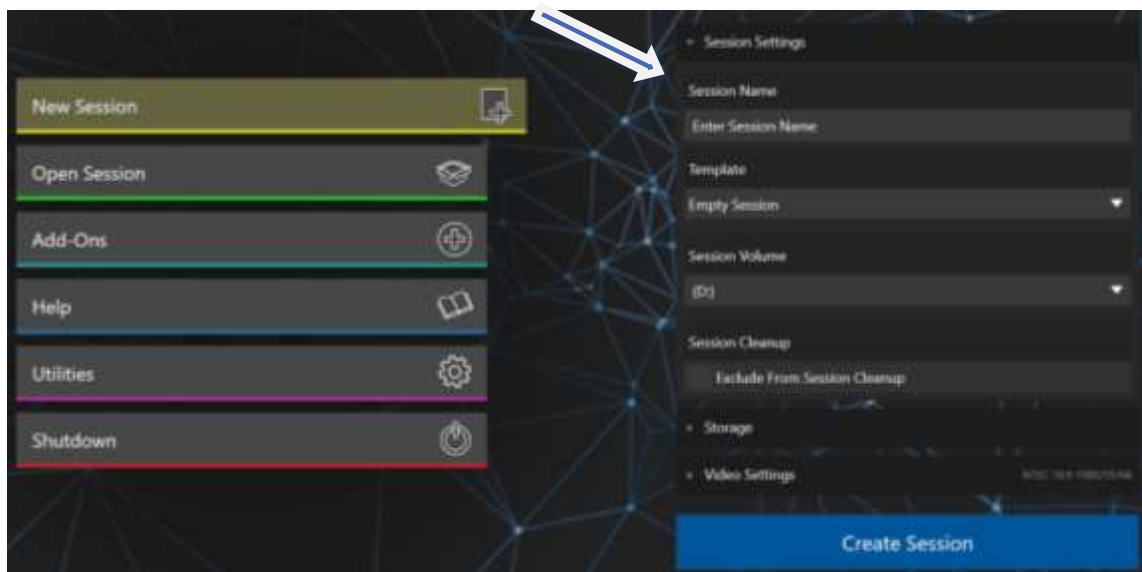 New Session
Open Session
Add-Ons
Help
Utilities
Shutdown
Session Settings
Session Name
Enter Session Name
Template
Empty Session
Session Volume
(D:)
Session Cleanup
Exclude From Session Cleanup
Storage
Video Settings
Create Session